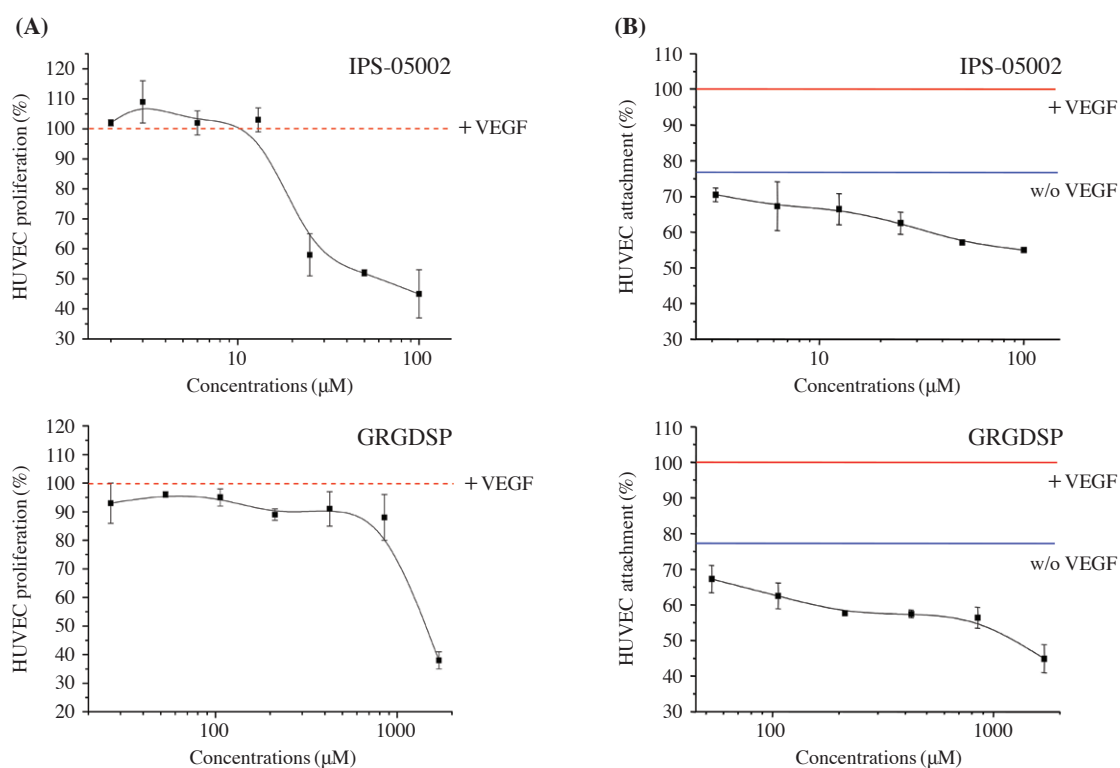 (A)
IPS-05002
120
110
100
90
80
70
60
50
40
30
+ VEGF
HUVEC proliferation (%)
10
100
Concentrations (µM)
(B)
IPS-05002
110
100
90
80
70
60
50
40
30
+ VEGF
w/o VEGF
HUVEC attachment (%)
10
100
Concentrations (µM)
GRGDSP
120
110
100
90
80
70
60
50
40
30
20
+ VEGF
HUVEC proliferation (%)
100
1000
Concentrations (µM)
GRGDSP
110
100
90
80
70
60
50
40
30
+ VEGF
w/o VEGF
HUVEC attachment (%)
100
1000
Concentrations (µM)